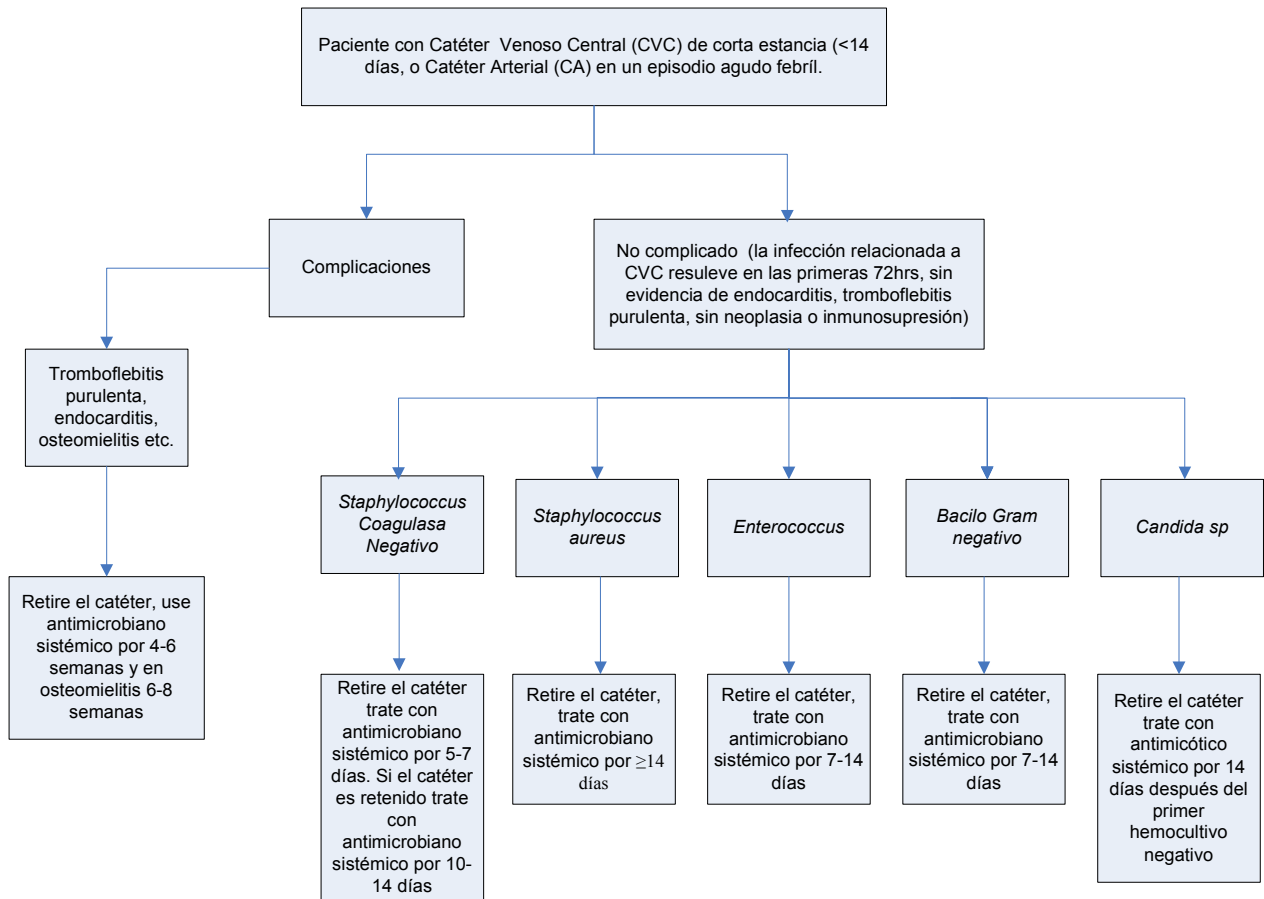 Paciente con Catéter Venoso Central (CVC) de corta estancia (<14
días, o Catéter Arterial (CA) en un episodio agudo febríl.
Complicaciones
No complicado (la infección relacionada a
CVC resuleve en las primeras 72hrs, sin
evidencia de endocarditis, tromboflebitis
purulenta, sin neoplasia o inmunosupresión)
Tromboflebitis
purulenta,
endocarditis,
osteomielitis etc.
Retire el catéter, use
antimicrobiano
sistémico por 4-6
semanas y en
osteomielitis 6-8
semanas
Staphylococcus
Coagulasa
Negativo
Staphylococcus
aureus
Enterococcus
Bacilo Gram
negativo
Candida sp
Retire el catéter
trate con
antimicrobiano
sistémico por 5-7
días. Si el catéter
es retenido trate
con
antimicrobiano
sistémico por 10-
14 días
Retire el catéter,
trate con
antimicrobiano
sistémico por ≥14
días
Retire el catéter,
trate con
antimicrobiano
sistémico por 7-14
días
Retire el catéter,
trate con
antimicrobiano
sistémico por 7-14
días
Retire el catéter
trate con
antimicótico
sistémico por 14
días después del
primer
hemocultivo
negativo